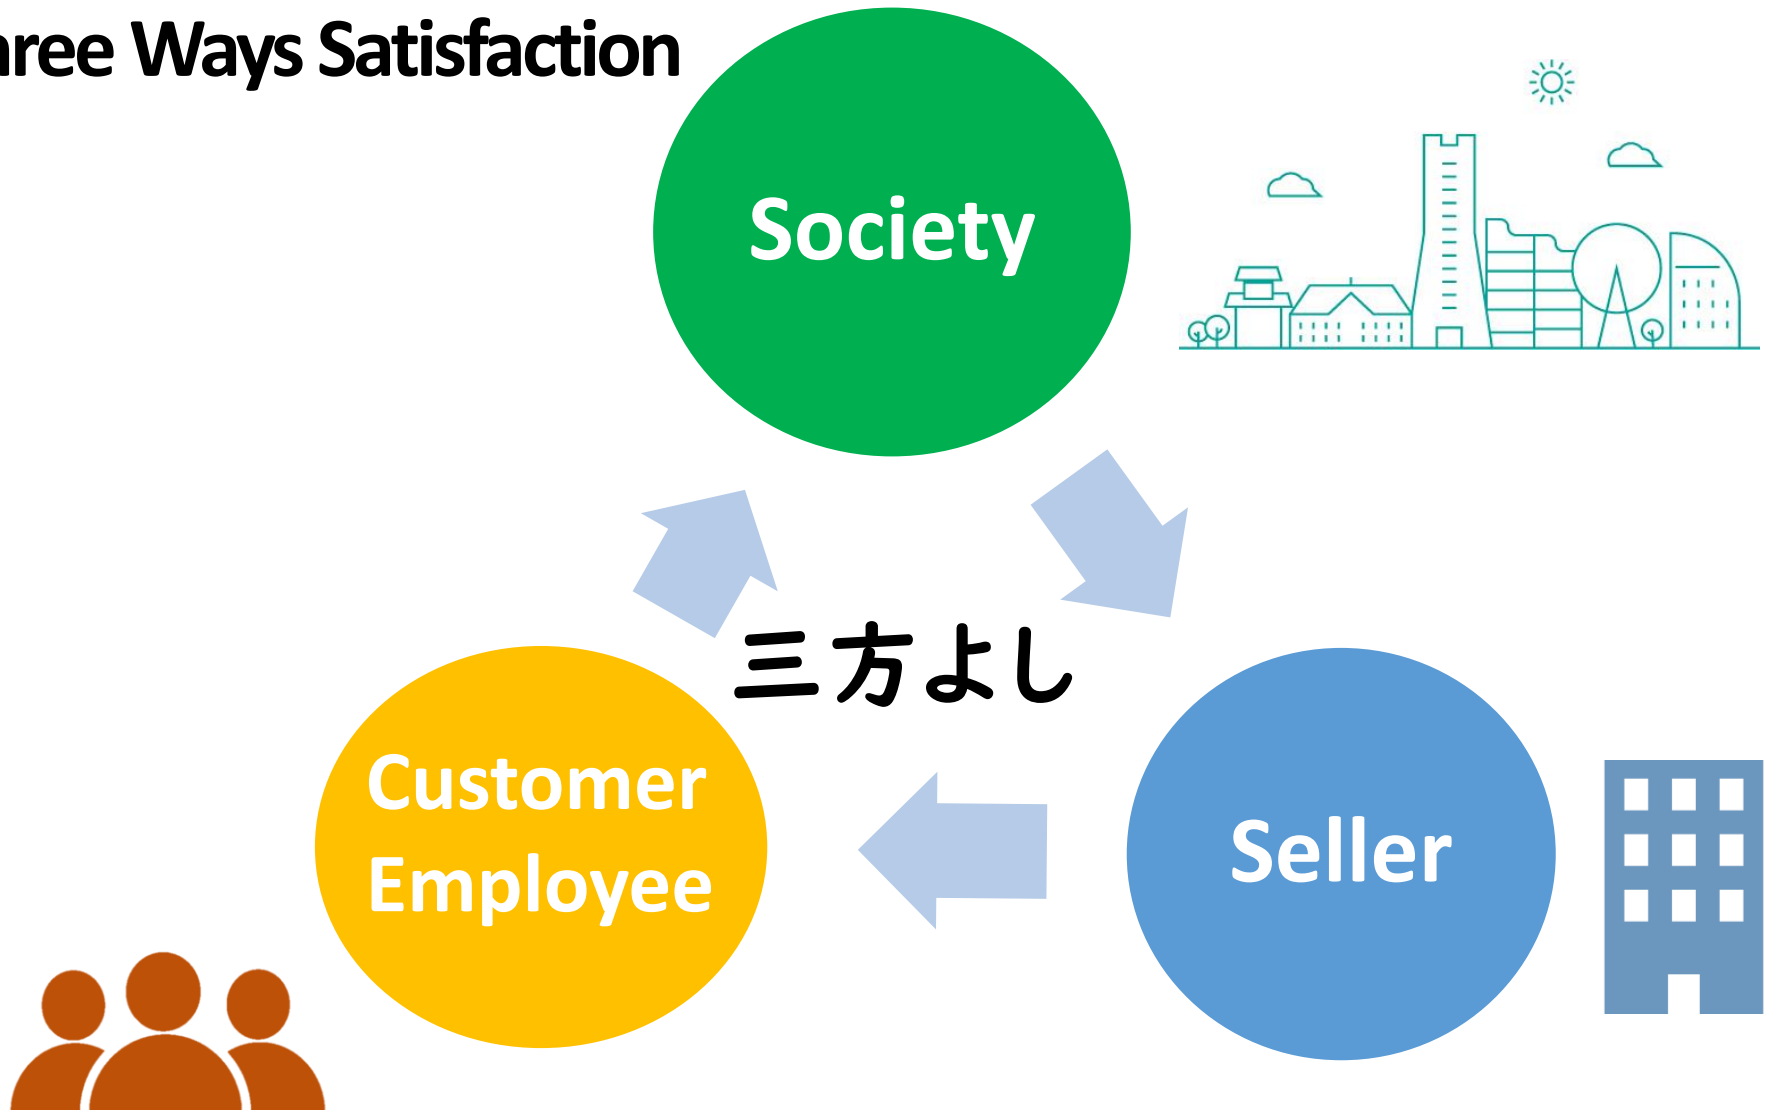 ree Ways Satisfaction
Society
三方よし
Customer
Employee
Seller